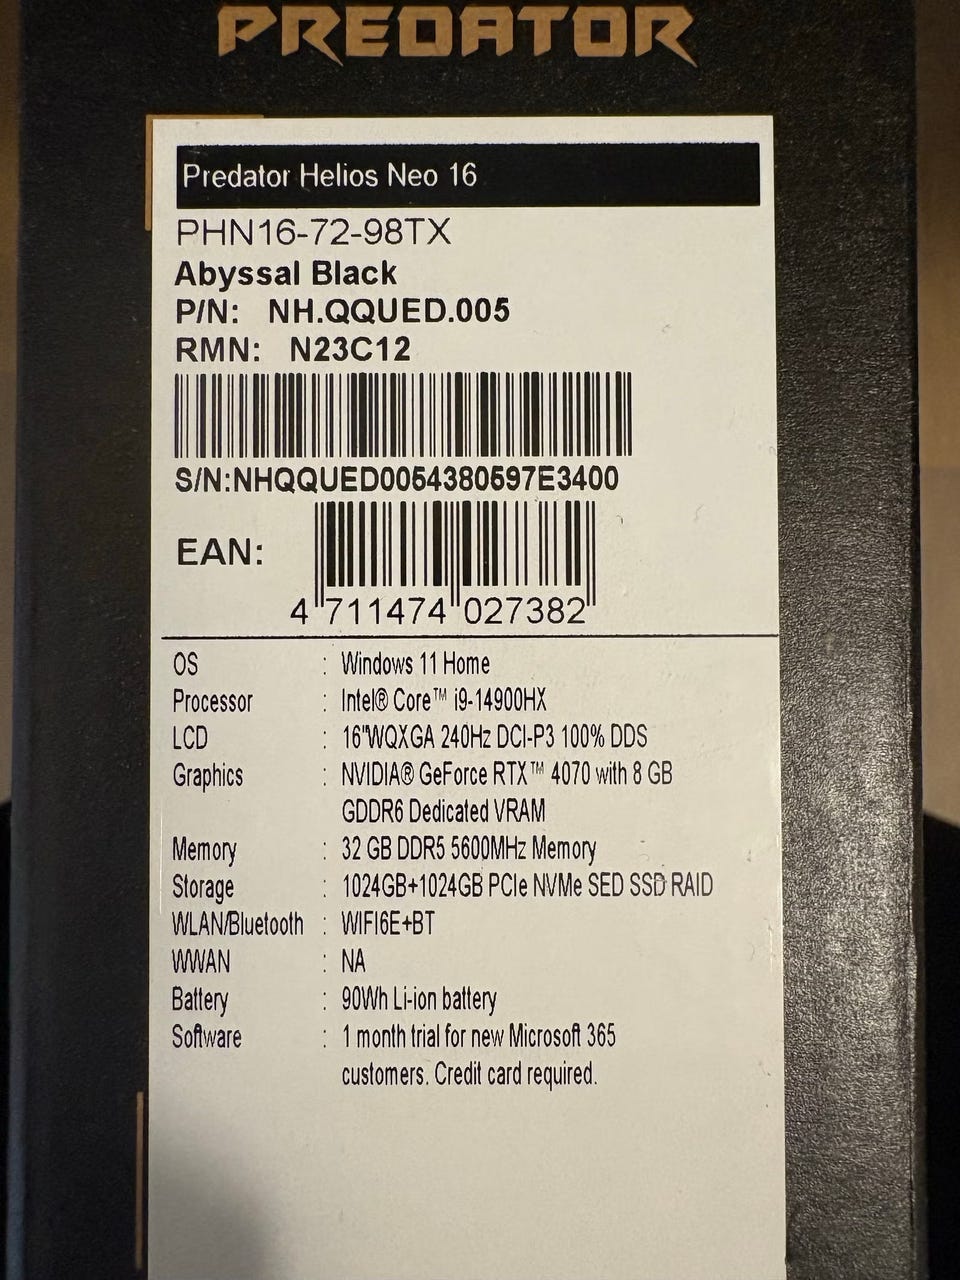 PREDATOR
Predator Helios Neo 16
PHN16-72-98TX
Abyssal Black
P/N: NH.QQUED.005
RMN: N23C12
S/N:NHQQUED0054380597E3400
EAN:
4 711474 027382
OS : Windows 11 Home
Processor : Intel® Core™ i9-14900HX
LCD : 16"WQXGA 240Hz DCI-P3 100% DDS
Graphics : NVIDIA® GeForce RTX™ 4070 with 8 GB
GDDR6 Dedicated VRAM
Memory : 32 GB DDR5 5600MHz Memory
Storage : 1024GB+1024GB PCIe NVMe SED SSD RAID
WLAN/Bluetooth : WIFI6E+BT
WWAN : NA
Battery : 90Wh Li-ion battery
Software : 1 month trial for new Microsoft 365
customers. Credit card required.